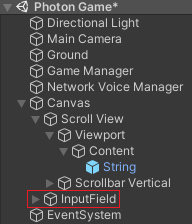 Photon Game*
Directional Light
Main Camera
Ground
Game Manager
Network Voice Manager
Canvas
Scroll View
Viewport
Content
String
Scrollbar Vertical
InputField
EventSystem